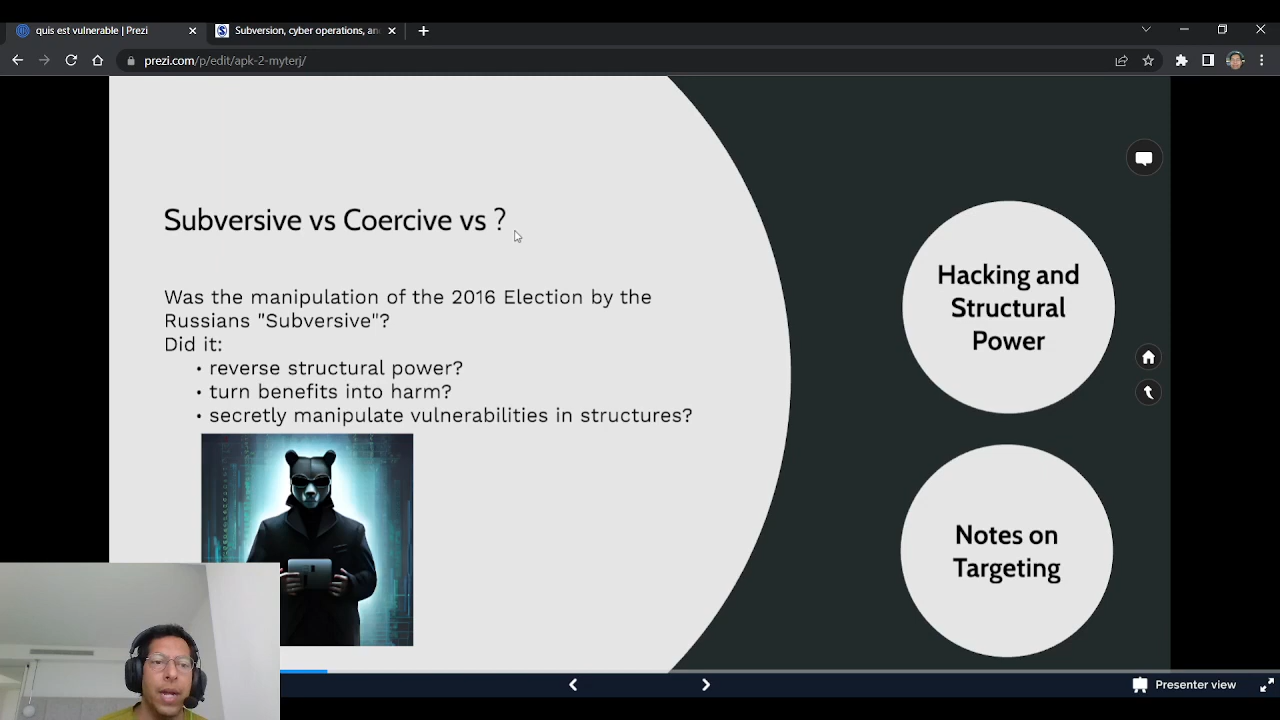 quis est vulnerable | Prezi
Subversion, cyber operations, an
prezi.com/p/edit/apk-2-myterj/
Subversive vs Coercive vs ?
Was the manipulation of the 2016 Election by the
Russians "Subversive"?
Did it:
• reverse structural power?
• turn benefits into harm?
• secretly manipulate vulnerabilities in structures?
Hacking and
Structural
Power
Notes on
Targeting
Presenter view